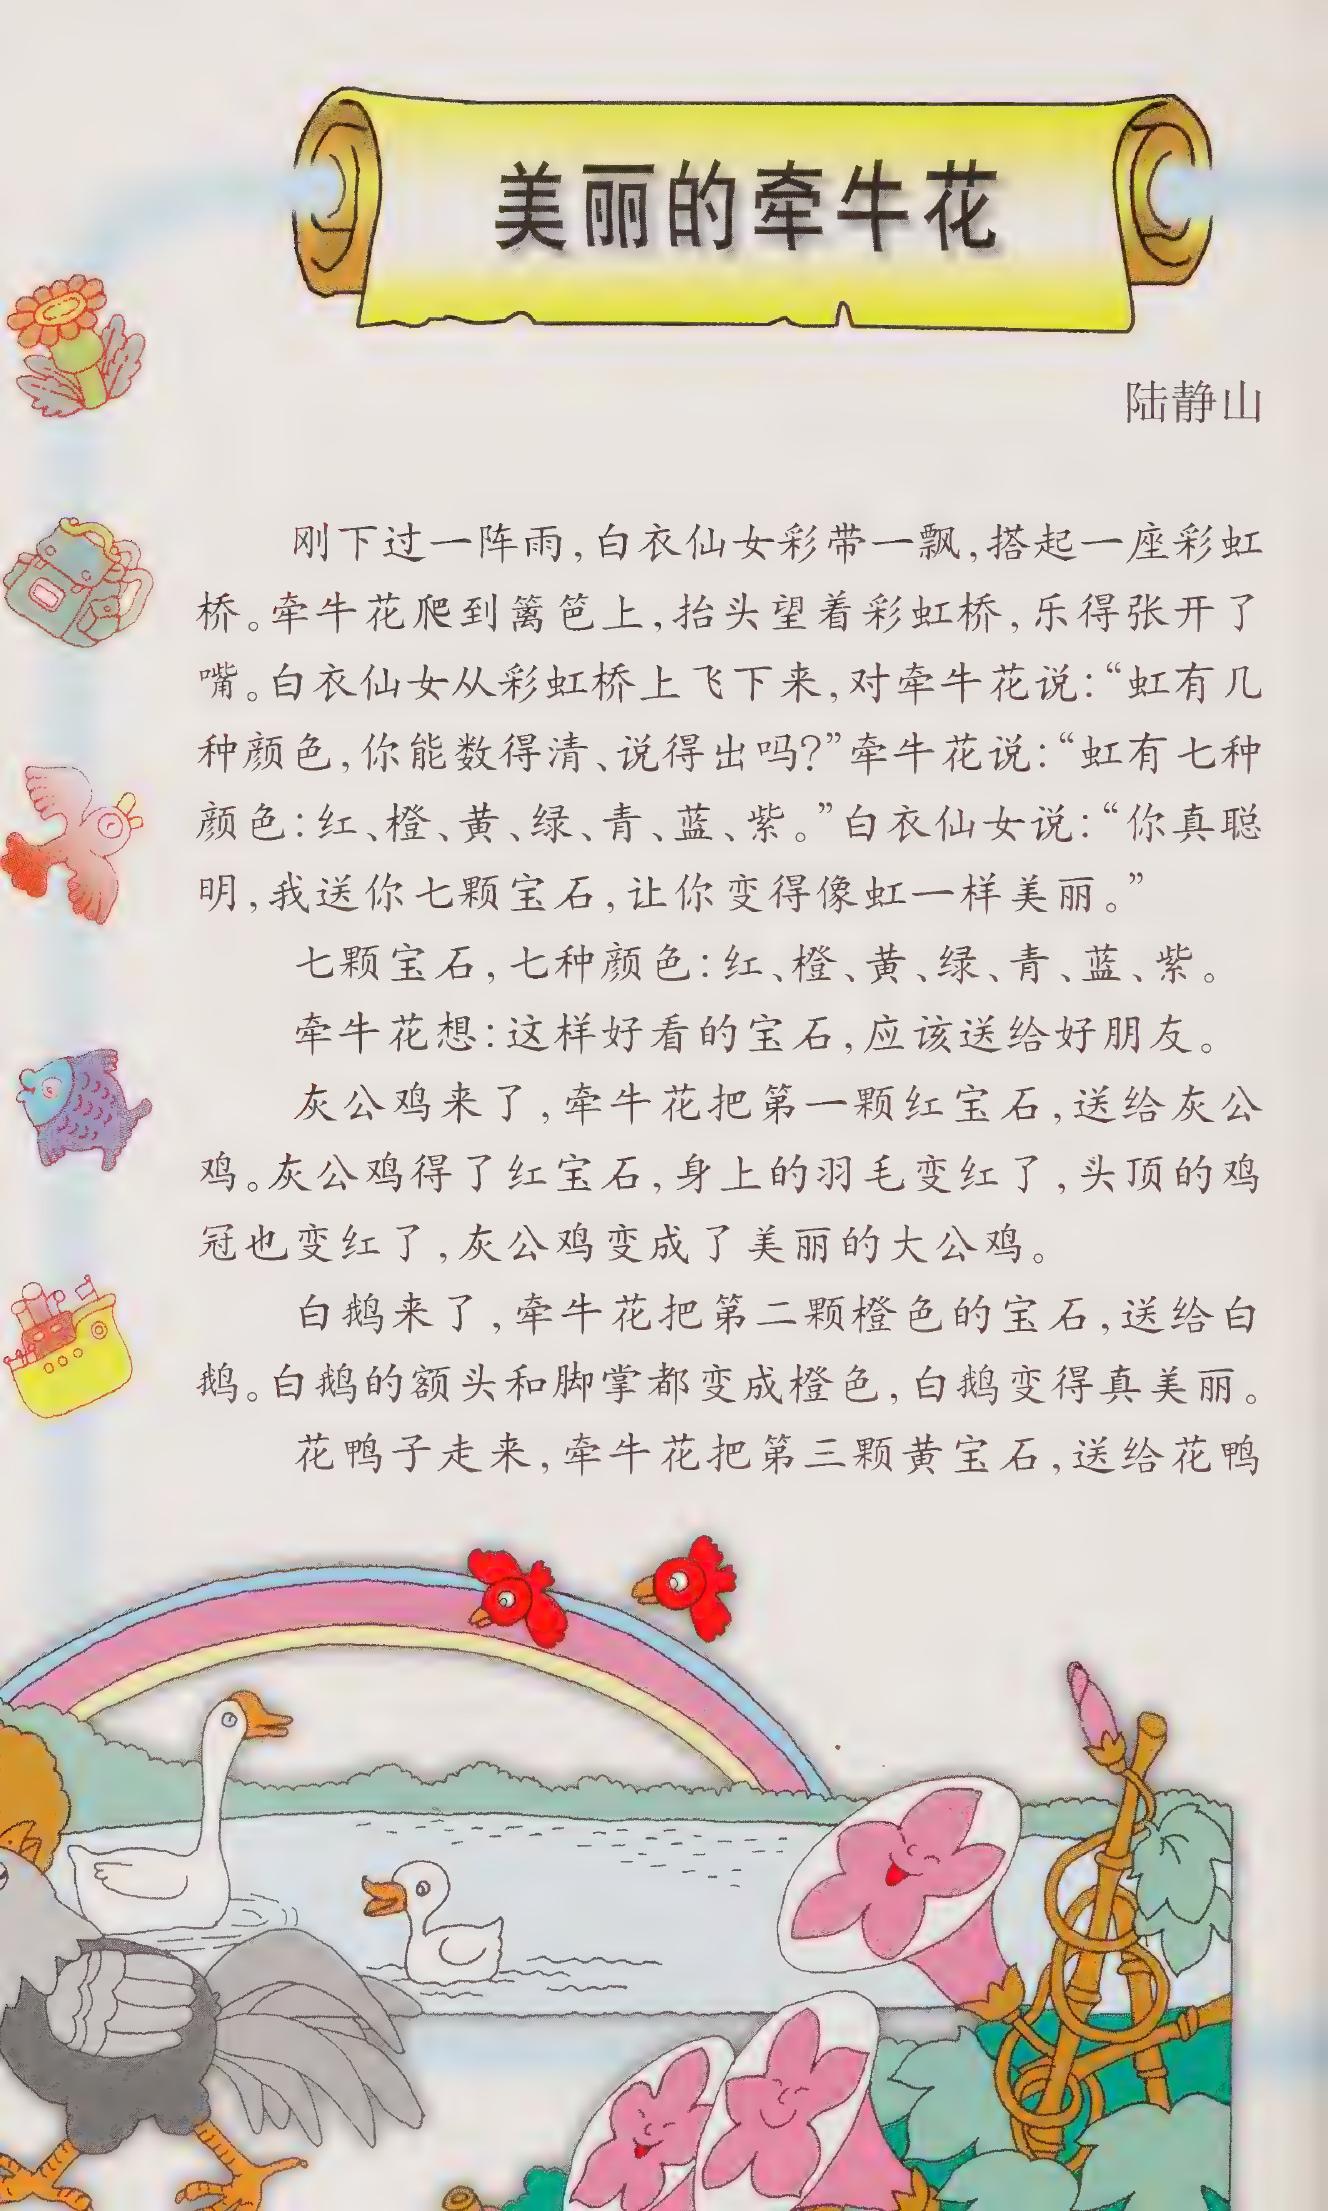 美丽的牵牛花
陆静山
刚下过一阵雨，白衣仙女彩带一飘，搭起一座彩虹
桥。牵牛花爬到篱笆上，抬头望着彩虹桥，乐得张开了
嘴。白衣仙女从彩虹桥上飞下来，对牵牛花说：“虹有几
种颜色，你能数得清、说得出吗？”牵牛花说：“虹有七种
颜色：红、橙、黄、绿、青、蓝、紫。”白衣仙女说：“你真聪
明，我送你七颗宝石，让你变得像虹一样美丽。”
七颗宝石，七种颜色：红、橙、黄、绿、青、蓝、紫。
牵牛花想：这样好看的宝石，应该送给好朋友。
灰公鸡来了，牵牛花把第一颗红宝石，送给灰公
鸡。灰公鸡得了红宝石，身上的羽毛变红了，头顶的鸡
冠也变红了，灰公鸡变成了美丽的大公鸡。
白鹅来了，牵牛花把第二颗橙色的宝石，送给白
鹅。白鹅的额头和脚掌都变成橙色，白鹅变得真美丽。
花鸭子走来，牵牛花把第三颗黄宝石，送给花鸭